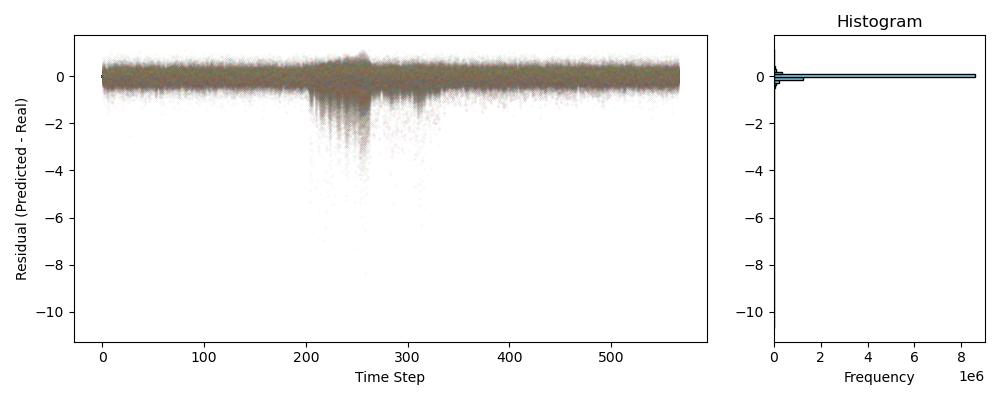 Histogram
0
−2
−4
−6
−8
−10
Residual (Predicted - Real)
0 100 200 300 400 500
Time Step
0
−2
−4
−6
−8
−10
0 2 4 6 8
1e6
Frequency